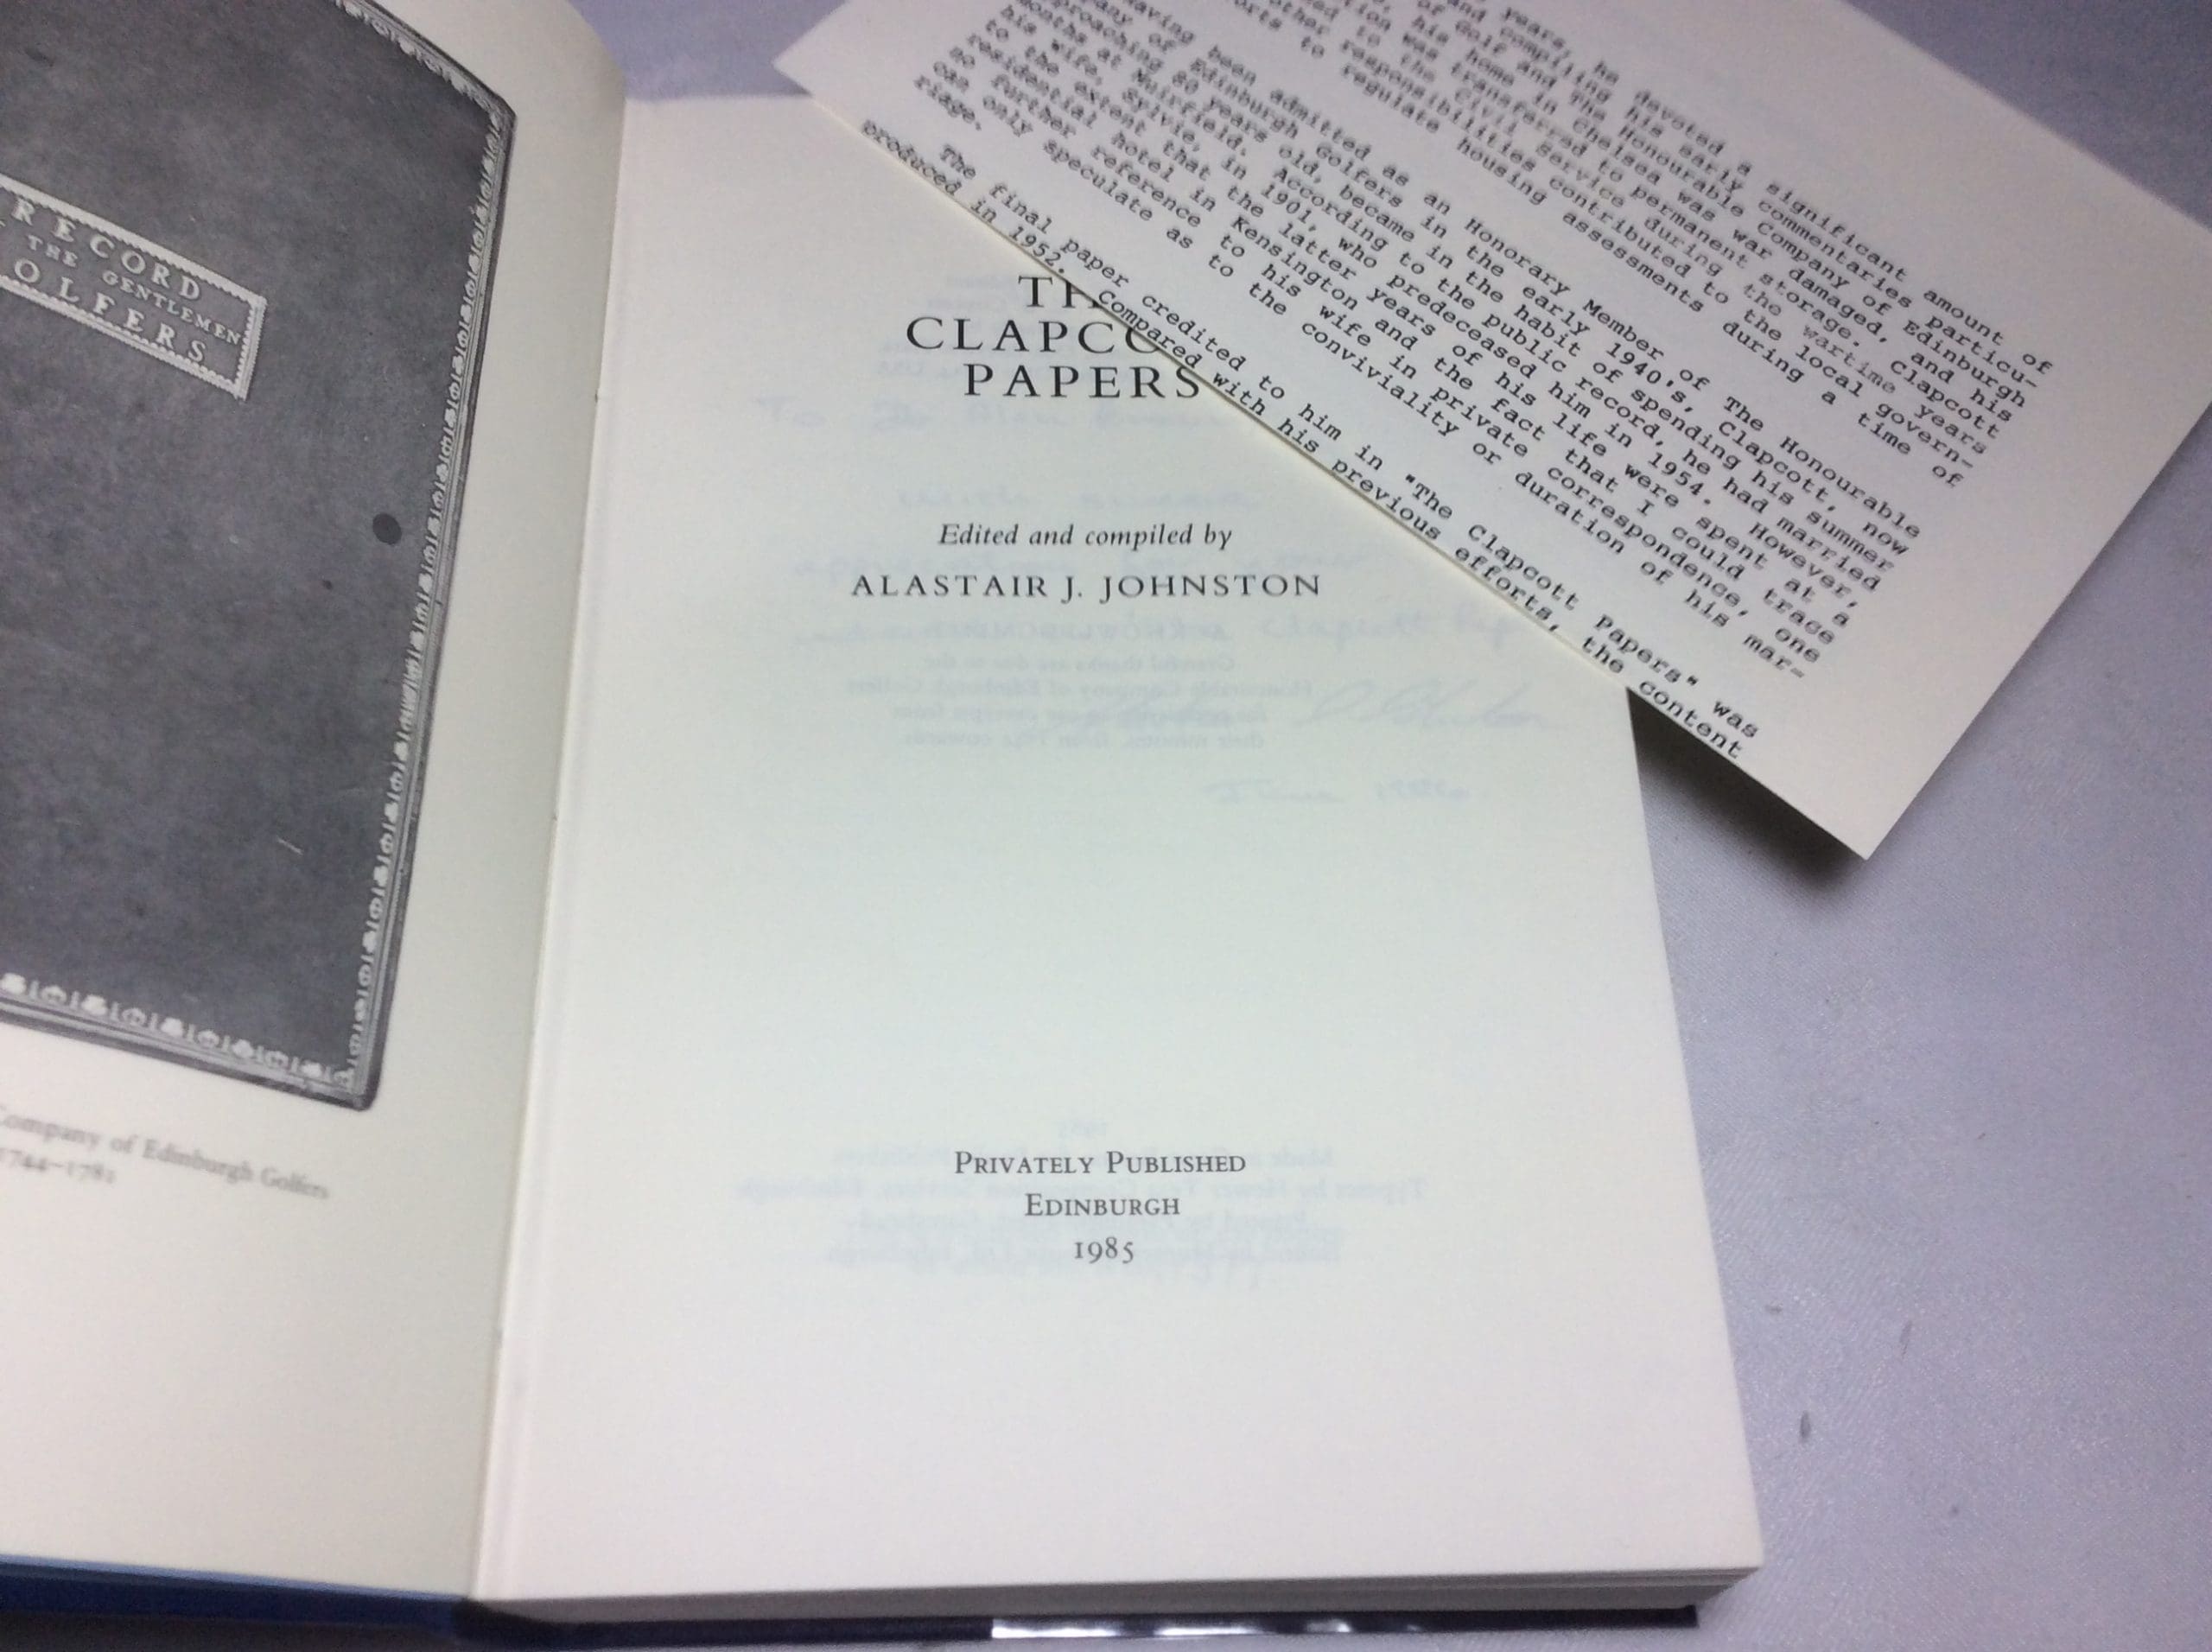 RECORD
THE GENTLEMEN
OLFERS
Company of Edinburgh Golfers
1744–1781
CLAPCO
PAPERS
Edited and compiled by
ALASTAIR J. JOHNSTON
PRIVATELY PUBLISHED
EDINBURGH
1985
years, he devoted a significant amount of
and compiling his early commentaries particu-
of Golf and The Honourable Company of Edinburgh
his home in Chelsea was war damaged, and his
tion was transferred to permanent storage. Clapcott
to the Civil Service during the wartime years
other responsibilities contributed to the local govern-
orts to regulate housing assessments during a time of
aving been admitted as an Honorary Member of The Honourable
pany of Edinburgh Golfers in the early 1940's, Clapcott, now
proaching 80 years old, became in the habit of spending his summer
months at Muirfield. According to the public record, he had married
his wife, Sylvie, in 1901, who predeceased him in 1954. However,
to the extent that the latter years of his life were spent at a
residential hotel in Kensington and the fact that I could trace
no further reference to his wife in private correspondence, one
can only speculate as to the conviviality or duration of his mar-
riage.
The final paper credited to him in "The Clapcott Papers" was
produced in 1952. Compared with his previous efforts, the content